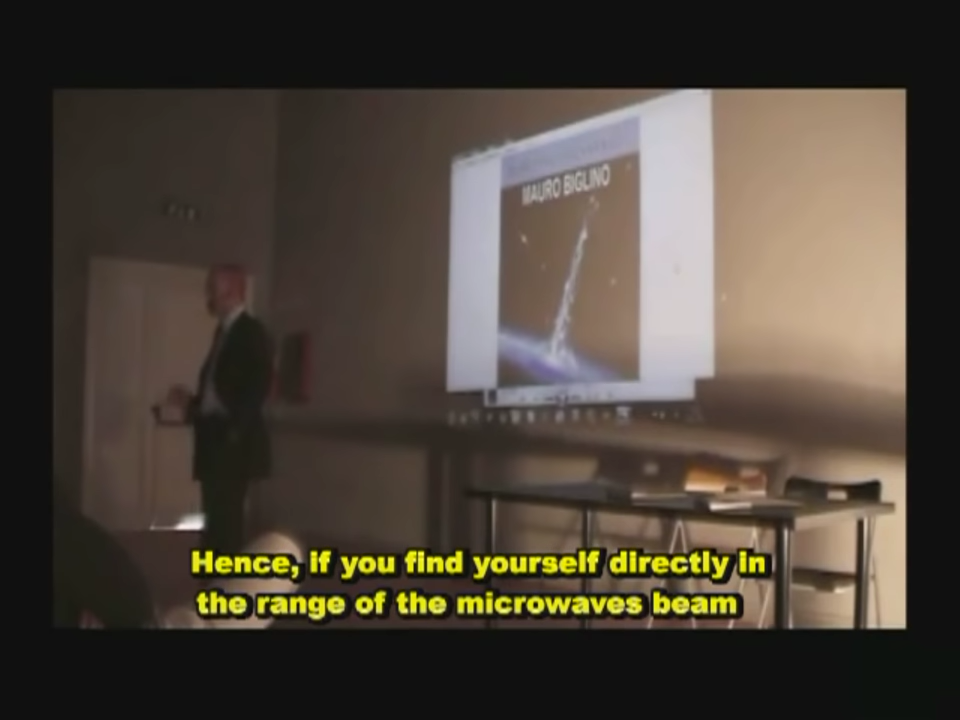 MAURO BIGLINO
Hence, if you find yourself directly in
the range of the microwaves beam